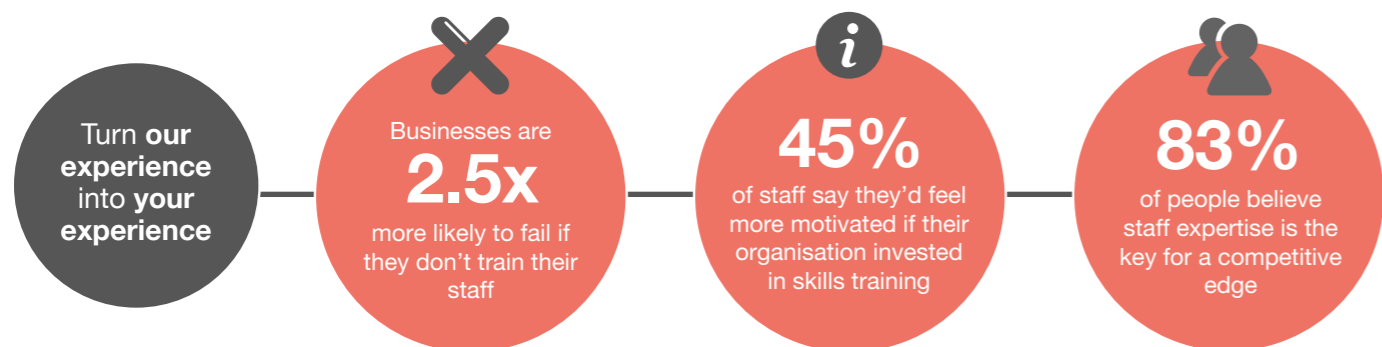 Turn our
experience
into your
experience
Businesses are
2.5x
more likely to fail if
they don't train their
staff
i
45%
of staff say they'd feel
more motivated if their
organisation invested
in skills training
83%
of people believe
staff expertise is the
key for a competitive
edge